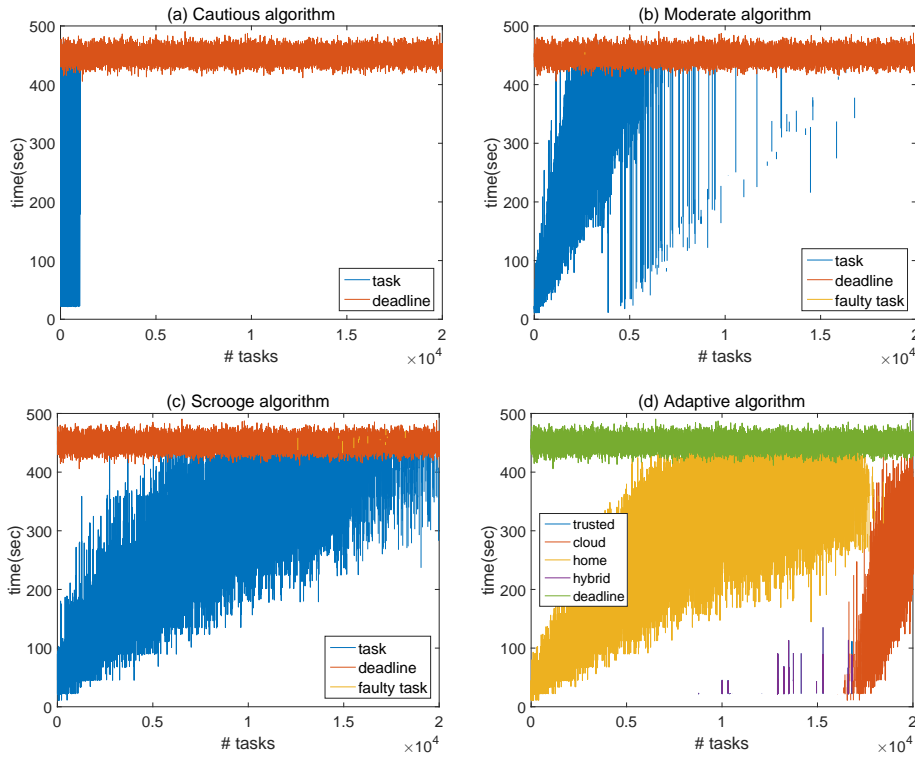 (a) Cautious algorithm
500
400
300
200
100
0
time(sec)
task
deadline
0 0.5 1 1.5 2
# tasks
×10^4
(b) Moderate algorithm
500
400
300
200
100
0
time(sec)
task
deadline
faulty task
0 0.5 1 1.5 2
# tasks
×10^4
(c) Scrooge algorithm
500
400
300
200
100
0
time(sec)
task
deadline
faulty task
0 0.5 1 1.5 2
# tasks
×10^4
(d) Adaptive algorithm
500
400
300
200
100
0
time(sec)
trusted
cloud
home
hybrid
deadline
0 0.5 1 1.5 2
# tasks
×10^4